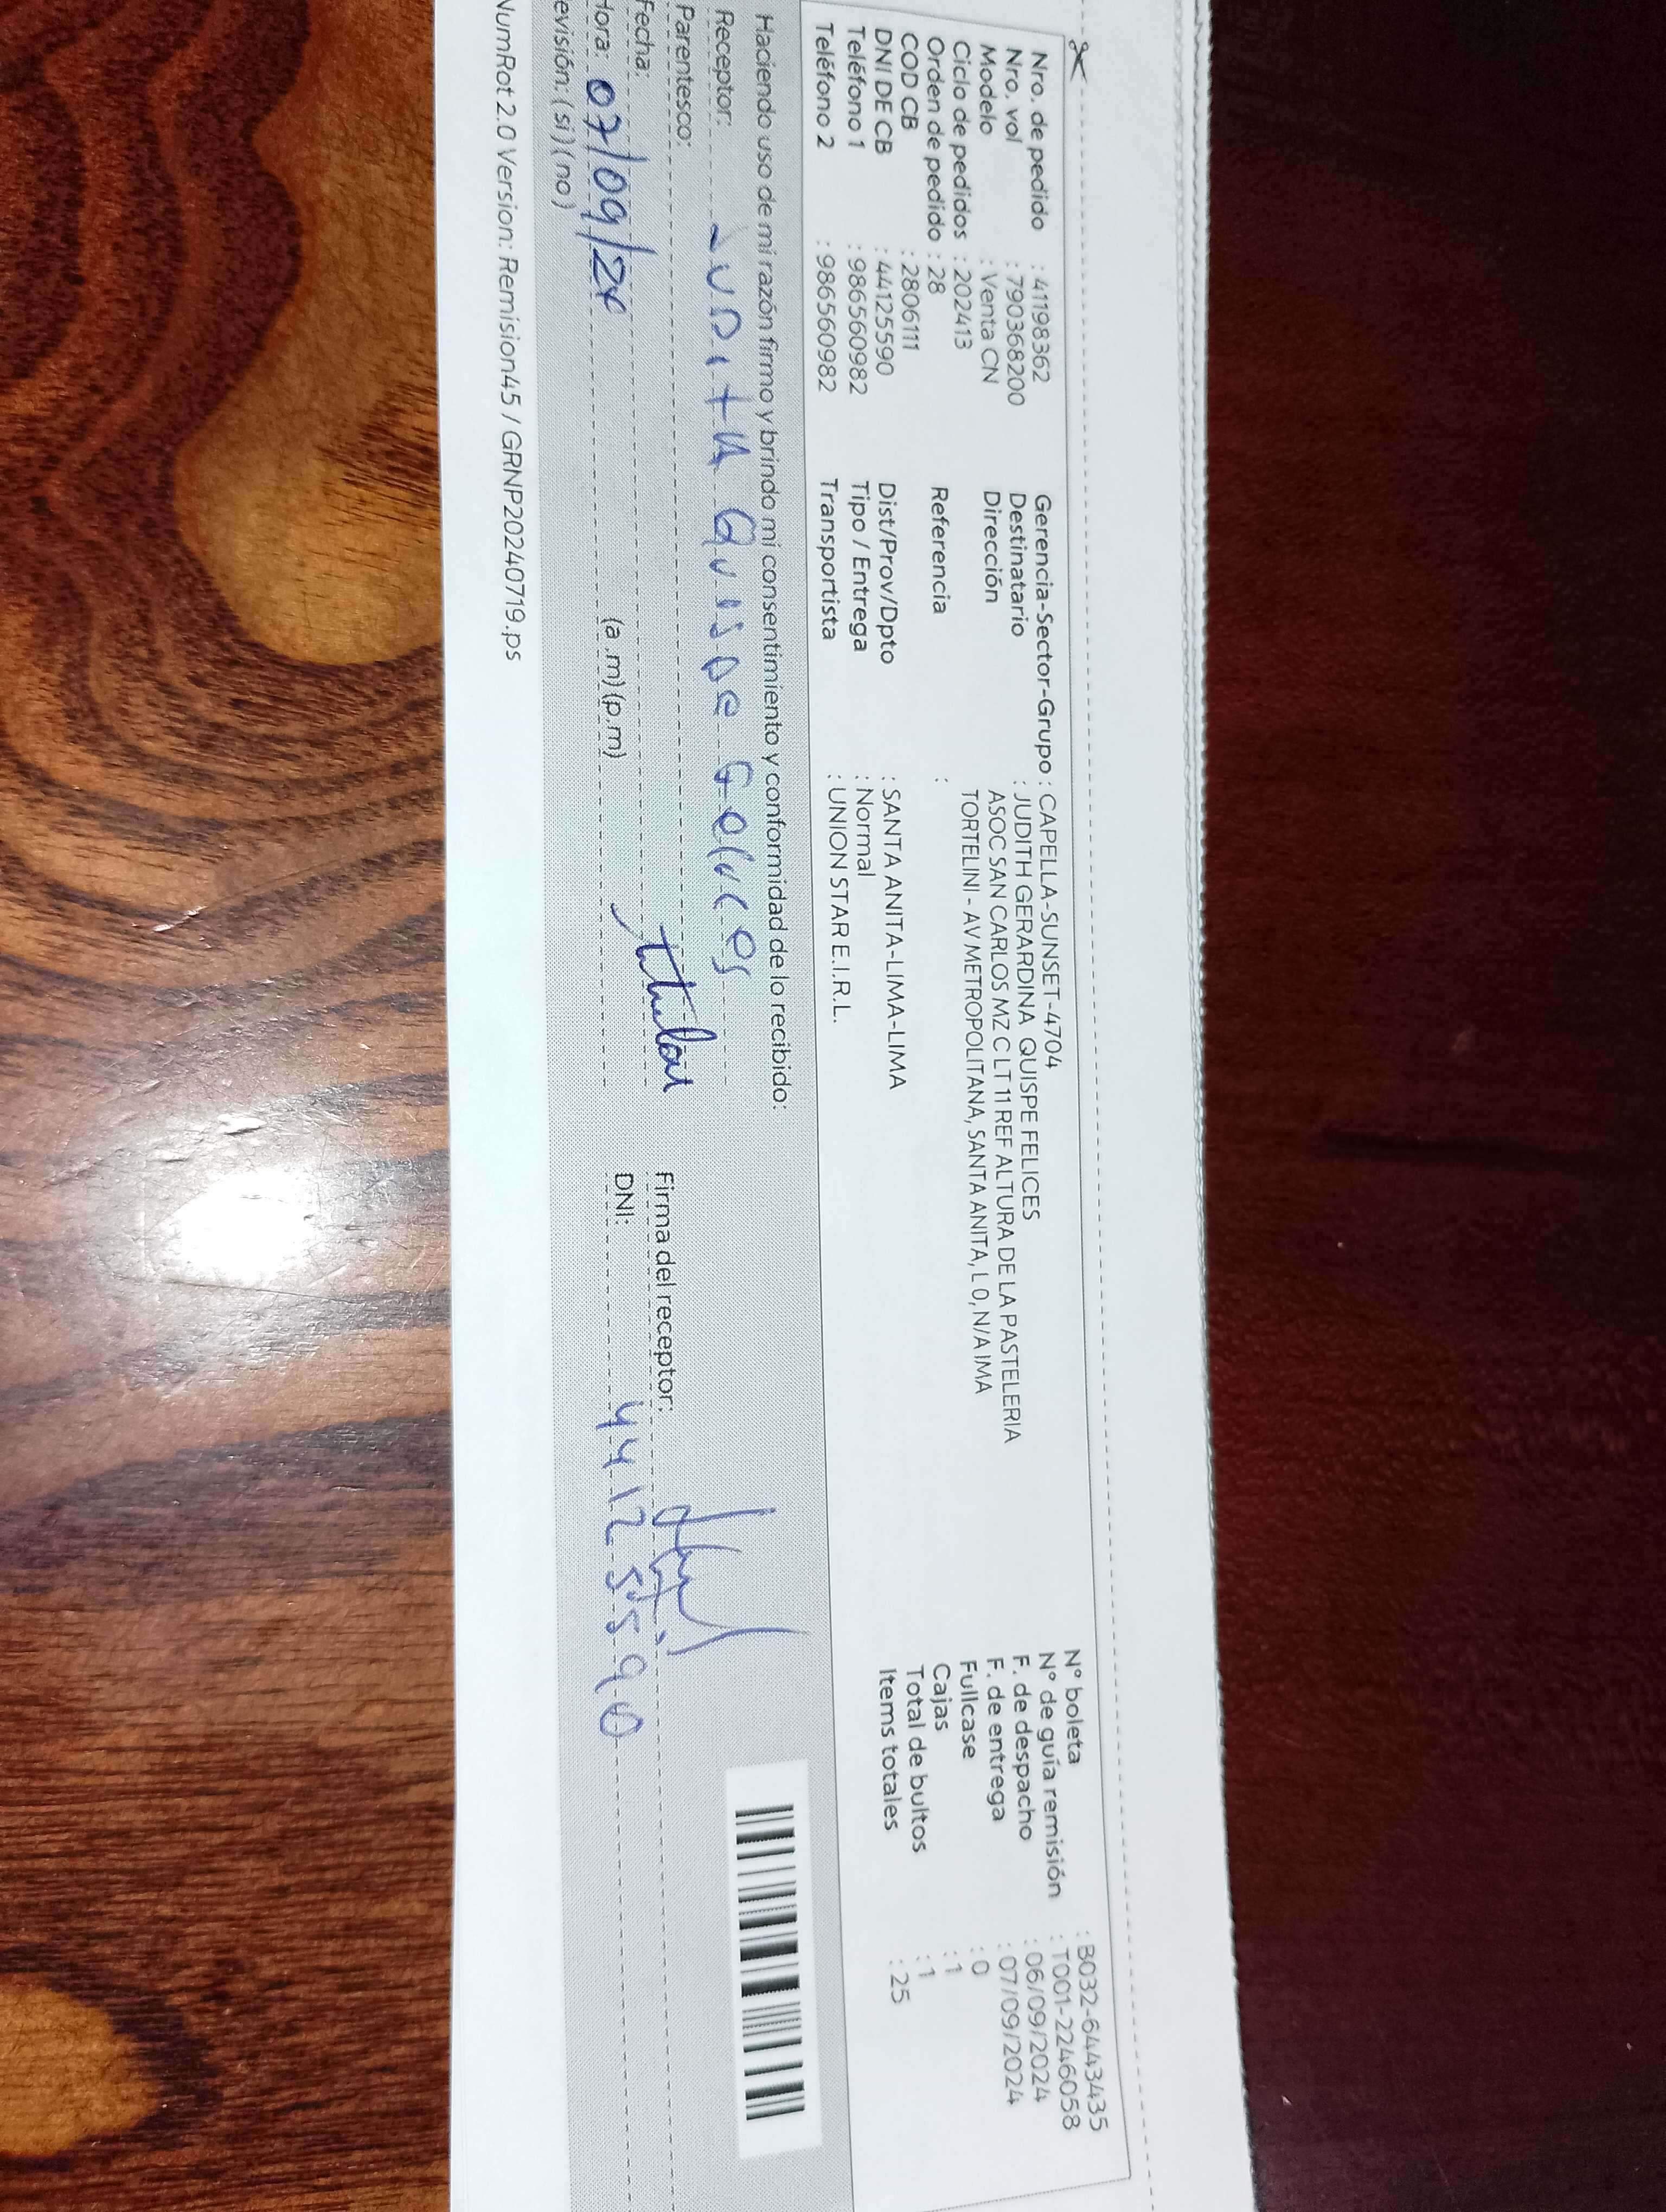 Nro. de pedido : 41198362
Nro. vol : 790368200
Modelo : Venta CN
Ciclo de pedidos : 202413
Orden de pedido : 28
COD CB : 2806111
DNI DE CB : 44125590
Teléfono 1 : 986560982
Teléfono 2 : 986560982
Gerencia-Sector-Grupo : CAPELLA-SUNSET-4704
Destinatario : JUDITH GERARDINA QUISPE FELICES
Dirección ASOC SAN CARLOS MZ C LT 11 REF ALTURA DE LA PASTELERIA
TORTELINI - AV METROPOLITANA, SANTA ANITA, L 0, N/A IMA
Referencia :
Dist/Prov/Dpto : SANTA ANITA-LIMA-LIMA
Tipo / Entrega : Normal
Transportista : UNION STAR E.I.R.L.
N° boleta : B032-6443435
N° de guía remisión : T001-2246058
F. de despacho : 06/09/2024
F. de entrega : 07/09/2024
Fullcase : 0
Cajas : 1
Total de bultos : 1
Items totales : 25
Haciendo uso de mi razón firmo y brindo mi consentimiento y conformidad de lo recibido:
Receptor: Judith Quispe Felices
Parentesco: titular
Fecha:
Hora: 07/09/24 (a.m) (p.m)
evisión: (si) (no)
Firma del receptor:
DNI: 44125590
NumRot 2.0 Version: Remision45 / GRNP20240719.ps